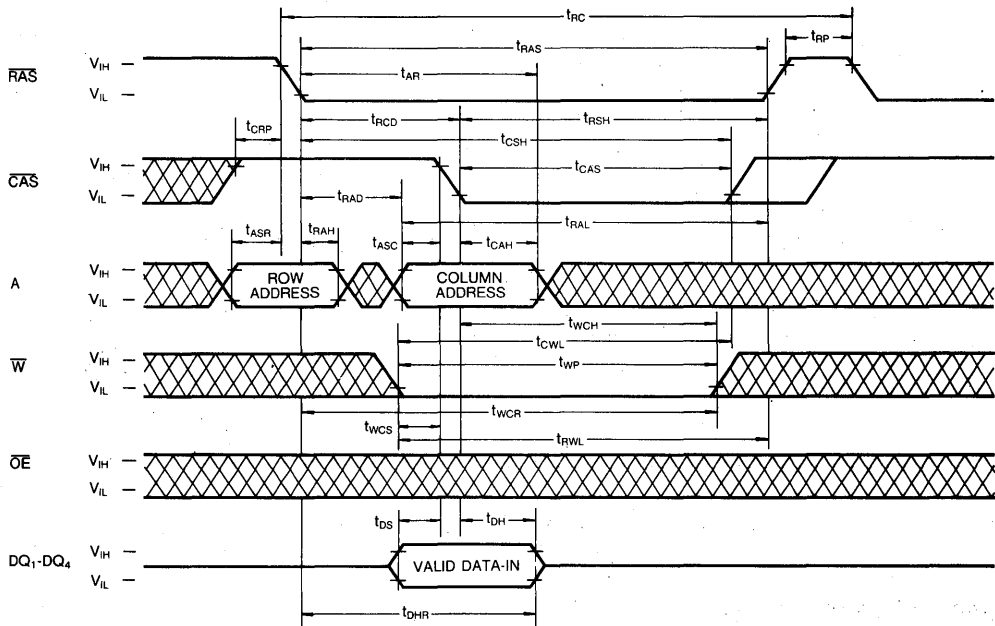 tRC
tRAS
tRP
RAS
VIH
VIL
tAR
tRCD
tRSH
tCRP
tCSH
CAS
VIH
VIL
tCAS
tRAD
tRAL
tASR
tRAH
tASC
tCAH
A
VIH
VIL
ROW
ADDRESS
COLUMN
ADDRESS
tWCH
tCWL
W
VIH
VIL
tWP
tWCR
tWCS
tRWL
OE
VIH
VIL
tDS
tDH
DQ1-DQ4
VIH
VIL
VALID DATA-IN
tDHR